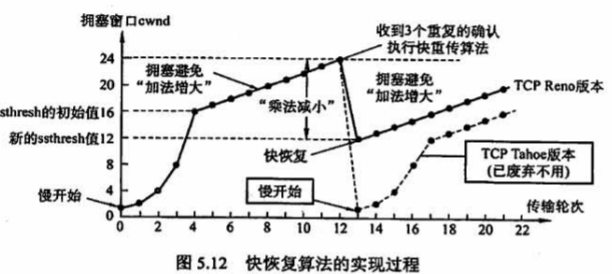 拥塞窗口cwnd
收到3个重复的确认
执行快重传算法
24
20
拥塞避免
“加法增大”
拥塞避免
“加法增大”
TCP Reno版本
ssthresh的初始值16
“乘法减小”
新的ssthresh值12
快恢复
TCP Tahoe版本
(已废弃不用)
8
慢开始
4
慢开始
0
传输轮次
0 2 4 6 8 10 12 14 16 18 20 22
图 5.12 快恢复算法的实现过程